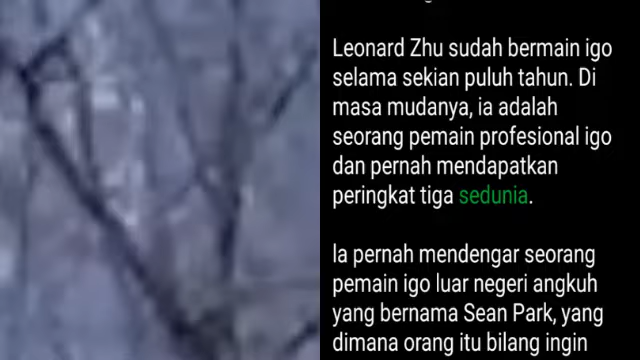 Leonard Zhu sudah bermain igo
selama sekian puluh tahun. Di
masa mudanya, ia adalah
seorang pemain profesional igo
dan pernah mendapatkan
peringkat tiga sedunia.
Ia pernah mendengar seorang
pemain igo luar negeri angkuh
yang bernama Sean Park, yang
dimana orang itu bilang ingin